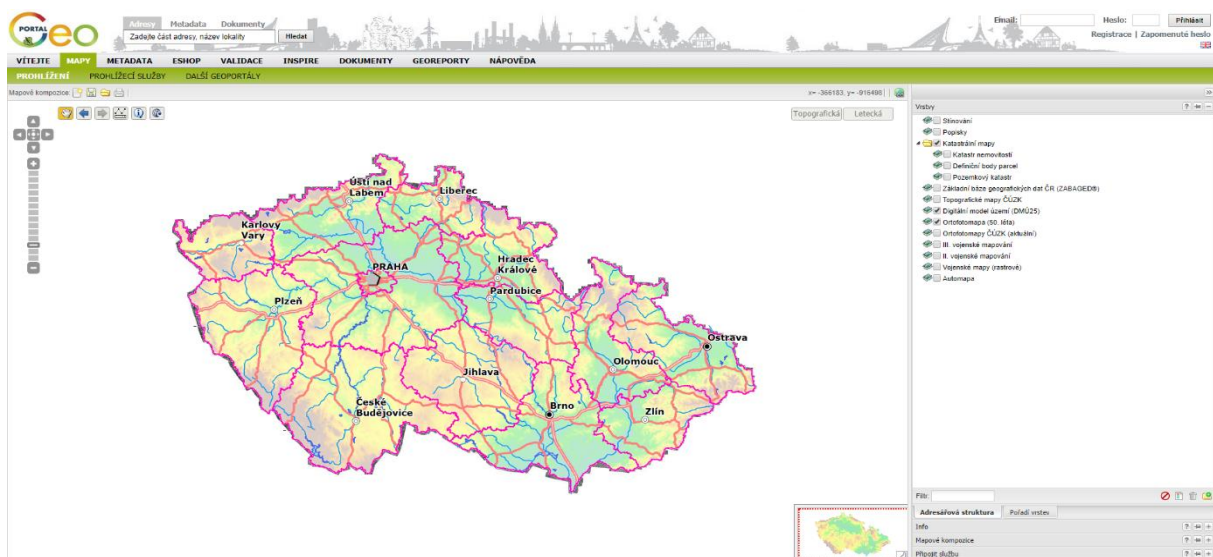 PORTAL
Geo
Adresy Metadata Dokumenty
Zadejte část adresy, název lokality Hledat
Email: Heslo: Přihlásit
Registrace | Zapomenuté heslo
VÍTEJTE MAPY METADATA ESHOP VALIDACE INSPIRE DOKUMENTY GEOREPORTY NÁPOVĚDA
PROHLÍŽENÍ PROHLÍŽECÍ SLUŽBY DALŠÍ GEOPORTÁLY
Mapové kompozice: x= -366183, y= -916498
Topografická Letecká
Ústí nad
Labem
Liberec
Karlovy
Vary
PRAHA
Hradec
Králové
Pardubice
Plzeň
Ostrava
Olomouc
Jihlava
České
Budějovice
Brno
Zlín
Vrstvy
Stínování
Popisky
Katastrální mapy
Katastr nemovitostí
Definiční body parcel
Pozemkový katastr
Základní báze geografických dat ČR (ZABAGED®)
Topografické mapy ČÚZK
Digitální model území (DMÚ25)
Ortofotomapa (50. léta)
Ortofotomapy ČÚZK (aktuální)
III. vojenské mapování
II. vojenské mapování
Vojenské mapy (rastrové)
Automapa
Filtr:
Adresářová struktura Pořadí vrstev
Info
Mapové kompozice
Připojit službu